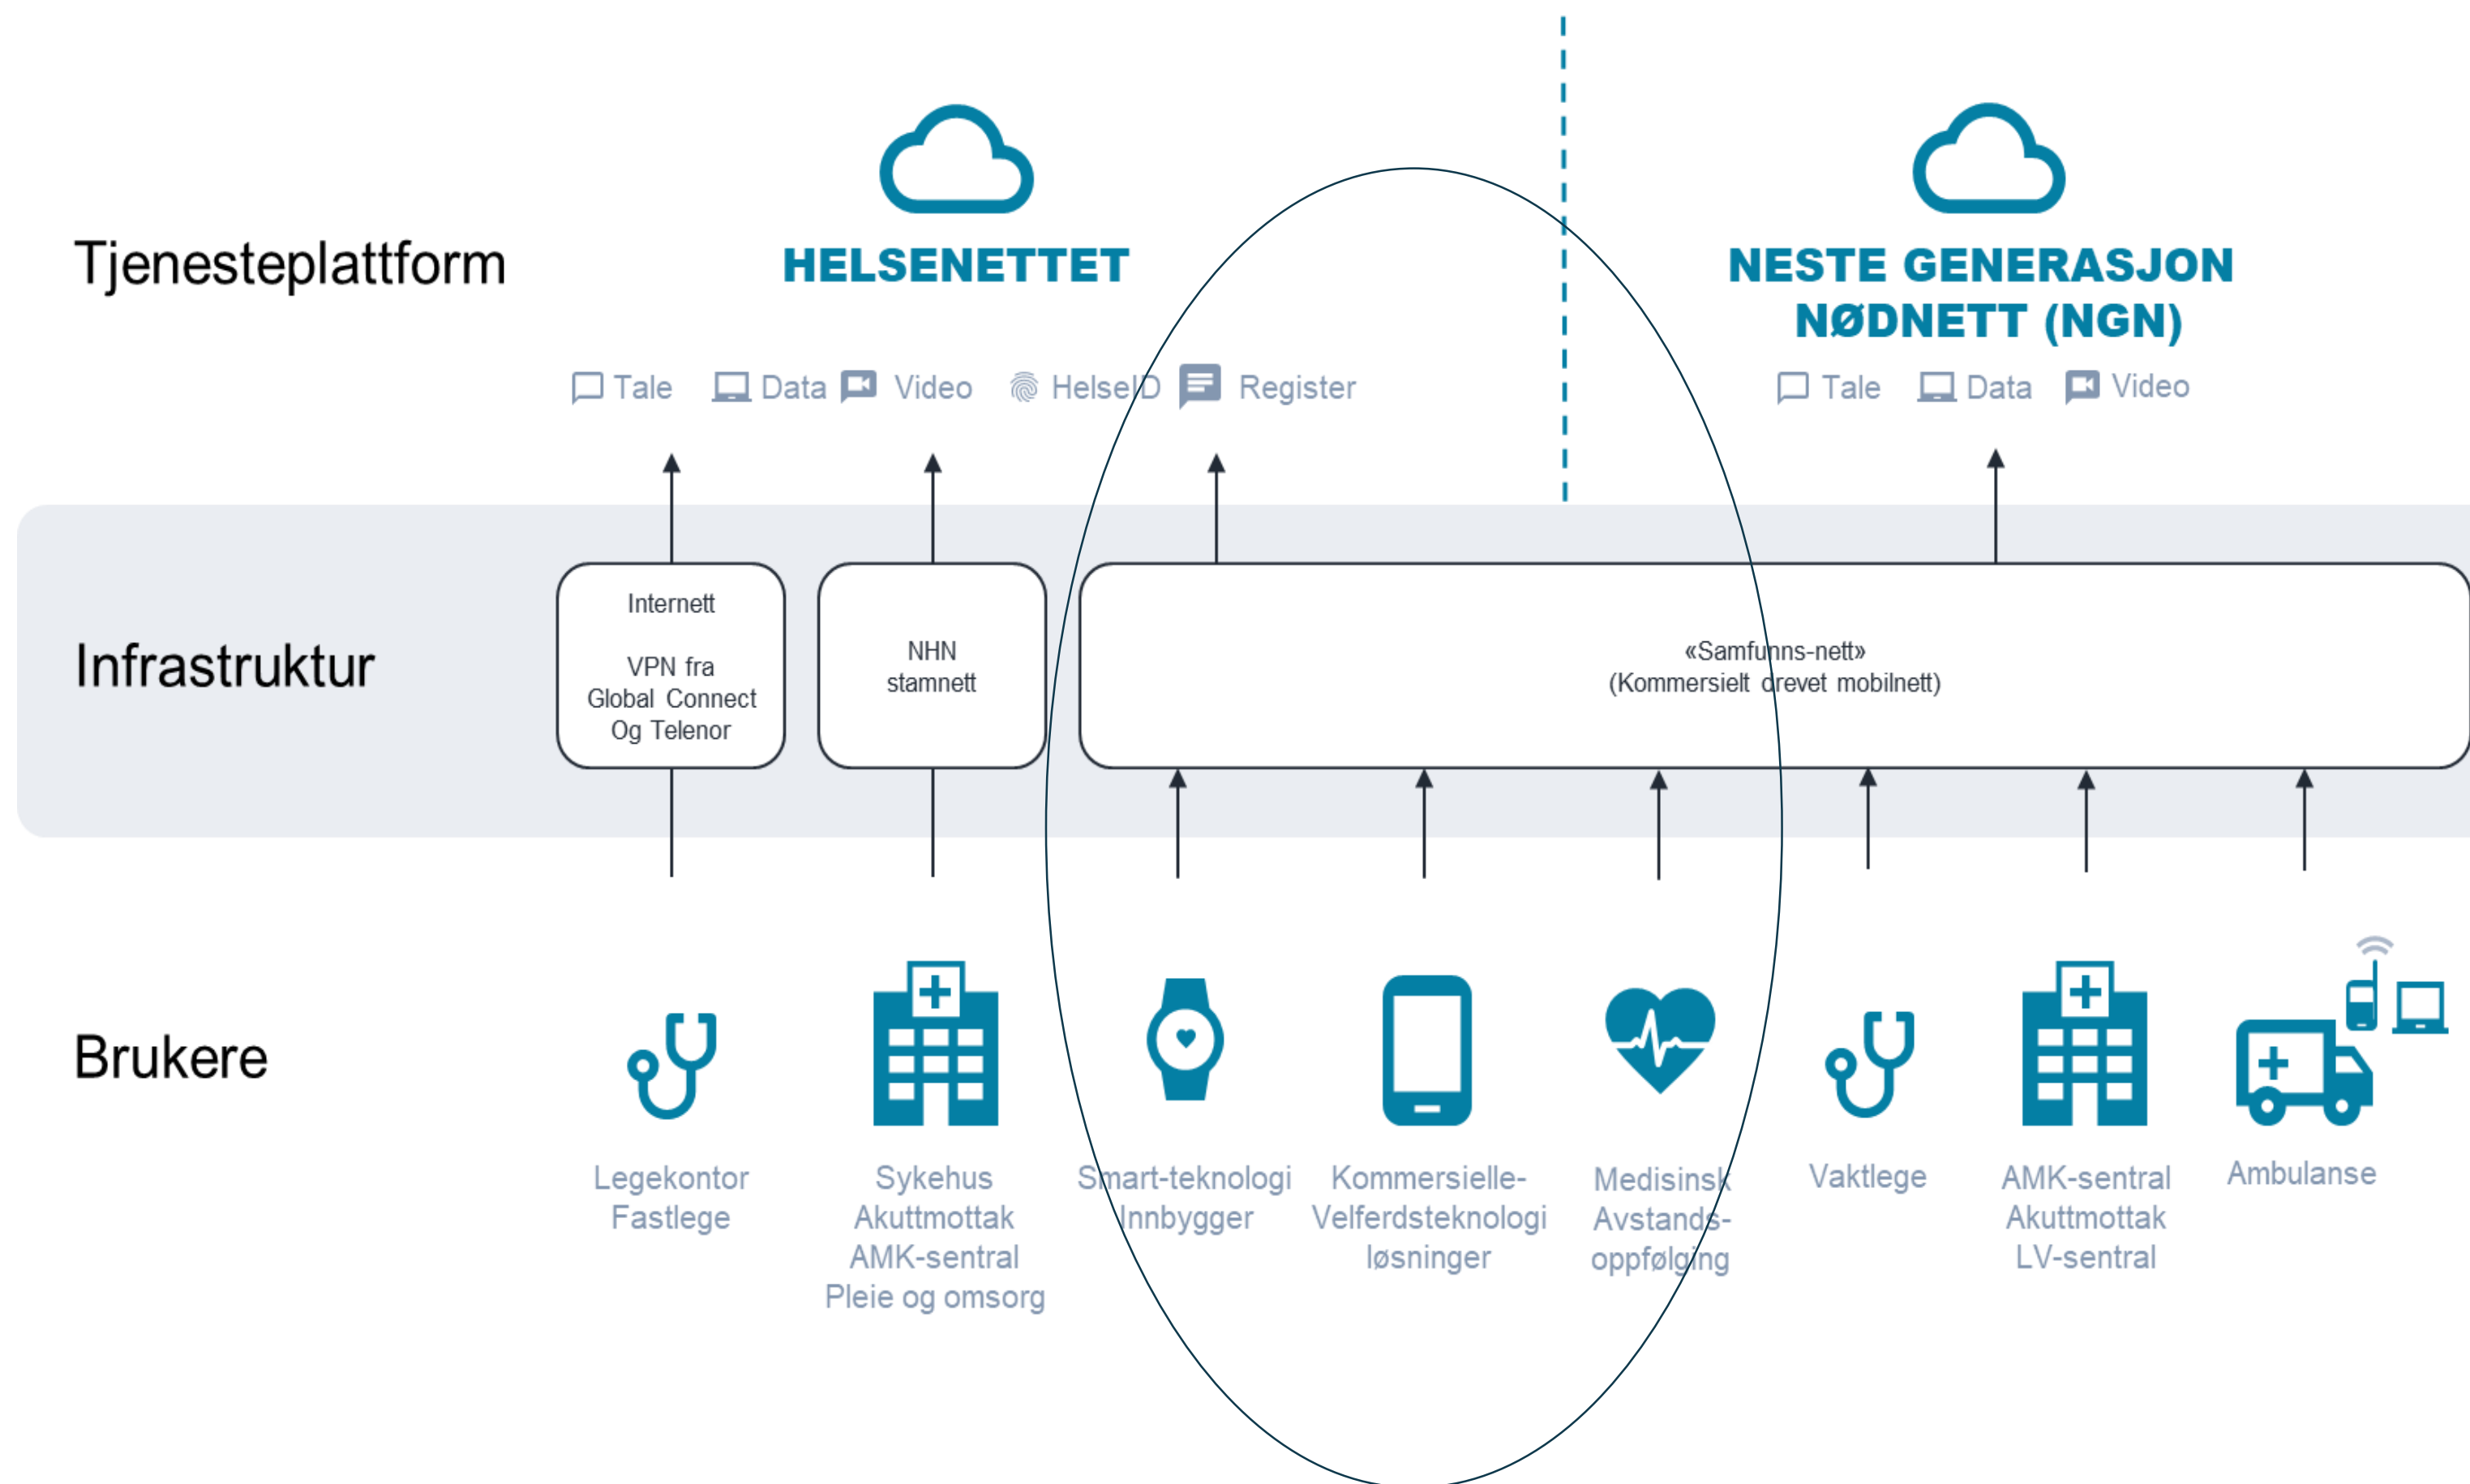 Tjenesteplattform
HELSENETTET
NESTE GENERASJON
NØDNETT (NGN)
Tale Data Video HelseID Register
Tale Data Video
Infrastruktur
Internett
VPN fra
Global Connect
Og Telenor
NHN
stamnett
«Samfunns-nett»
(Kommersielt drevet mobilnett)
Brukere
Legekontor
Fastlege
Sykehus
Akuttmottak
AMK-sentral
Pleie og omsorg
Smart-teknologi
Innbygger
Kommersielle-
Velferdsteknologi
løsninger
Medisinsk
Avstands-
oppfølging
Vaktlege
AMK-sentral
Akuttmottak
LV-sentral
Ambulanse